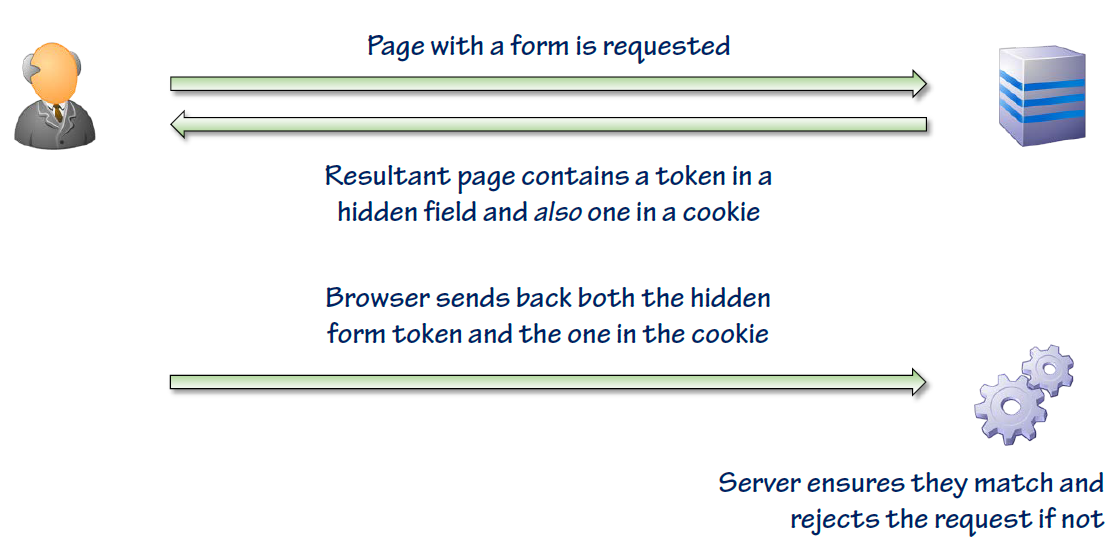 Page with a form is requested
Resultant page contains a token in a
hidden field and also one in a cookie
Browser sends back both the hidden
form token and the one in the cookie
Server ensures they match and
rejects the request if not